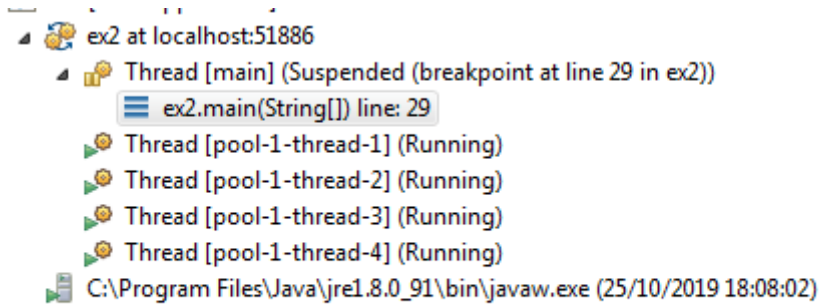 ex2 at localhost:51886
Thread [main] (Suspended (breakpoint at line 29 in ex2))
ex2.main(String[]) line: 29
Thread [pool-1-thread-1] (Running)
Thread [pool-1-thread-2] (Running)
Thread [pool-1-thread-3] (Running)
Thread [pool-1-thread-4] (Running)
C:\Program Files\Java\jre1.8.0_91\bin\javaw.exe (25/10/2019 18:08:02)